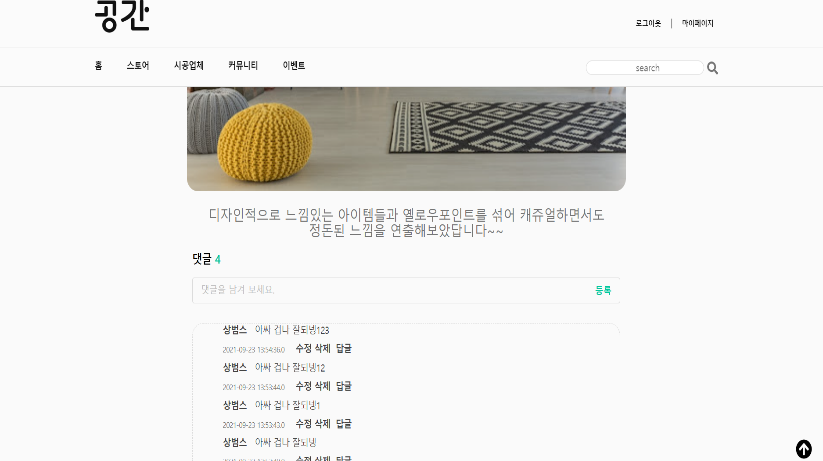 공간
로그아웃 | 마이페이지
홈 스토어 시공업체 커뮤니티 이벤트 search
디자인적으로 느낌있는 아이템들과 옐로우포인트를 섞어 캐쥬얼하면서도
정돈된 느낌을 연출해보았답니다~~
댓글 4
댓글을 남겨 보세요. 등록
상범스 아싸 겁나 잘되넹123
2021-09-23 13:54:36.0 수정 삭제 답글
상범스 아싸 겁나 잘되넹12
2021-09-23 13:53:44.0 수정 삭제 답글
상범스 아싸 겁나 잘되넹1
2021-09-23 13:53:43.0 수정 삭제 답글
상범스 아싸 겁나 잘되넹
수정 삭제 답글